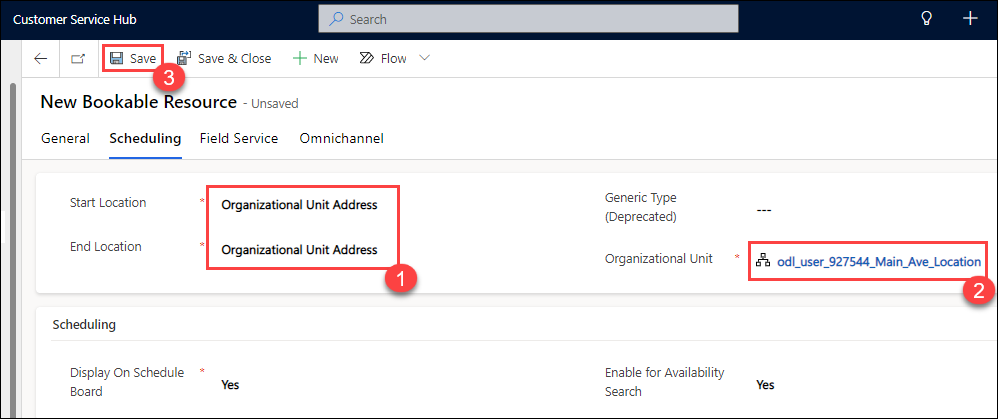 Customer Service Hub
Search
Save
Save & Close
New
Flow
3
New Bookable Resource - Unsaved
General
Scheduling
Field Service
Omnichannel
Start Location * Organizational Unit Address
End Location * Organizational Unit Address
1
Generic Type
(Deprecated)
---
Organizational Unit * odl_user_927544_Main_Ave_Location
2
Scheduling
Display On Schedule
Board
* Yes
Enable for Availability
Search
Yes